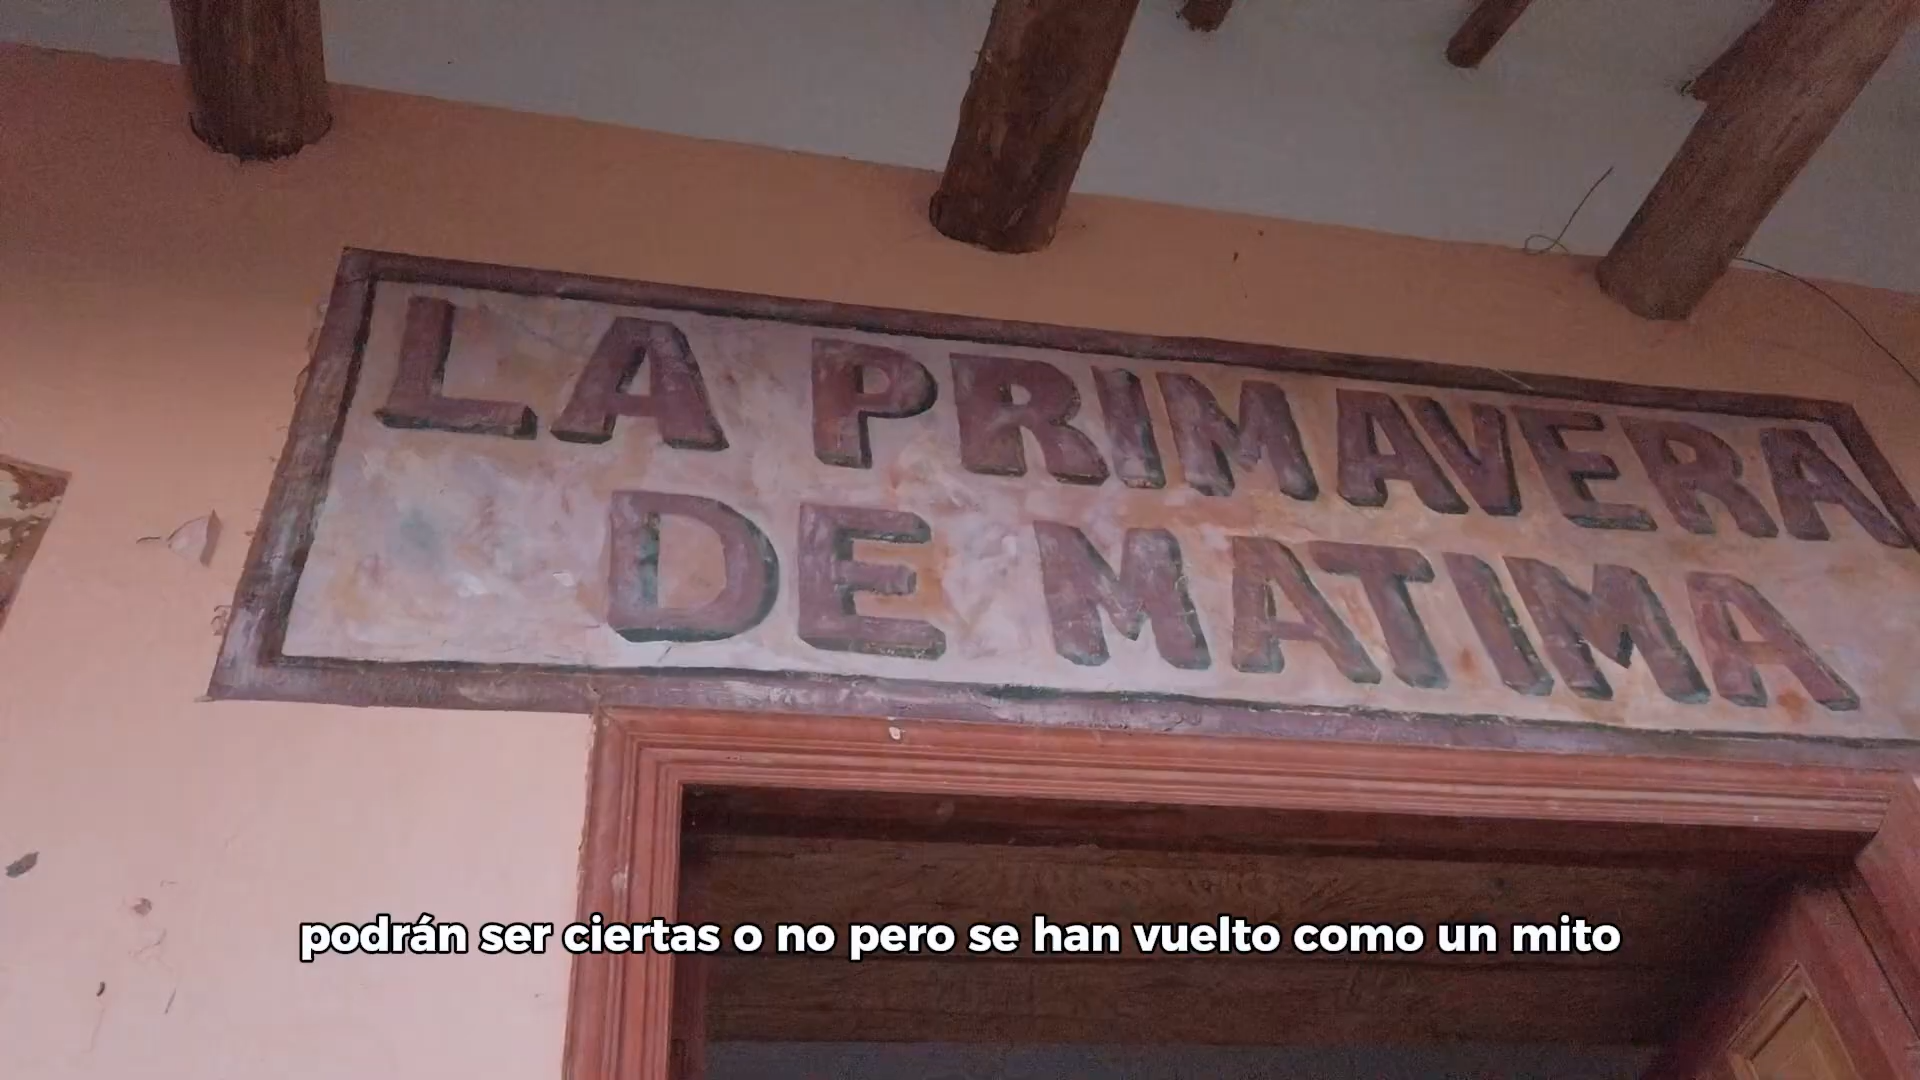 LA PRIMAVERA
DE MATIMA
podrán ser ciertas o no pero se han vuelto como un mito